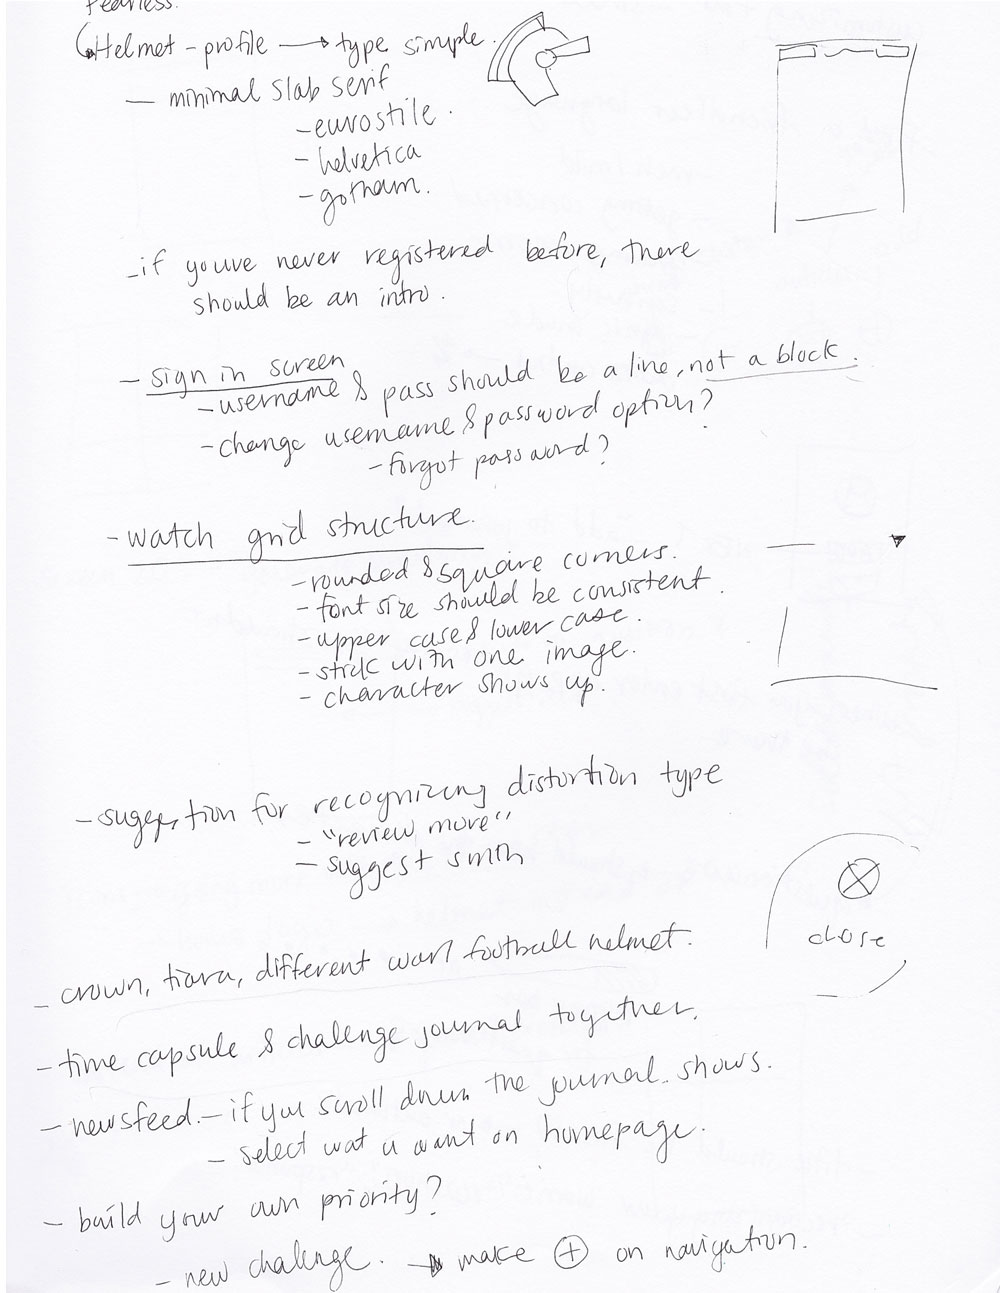 Fearless.
Helmet - profile → type simple.
- minimal slab serif
- eurostile.
- helvetica
- gotham.
- if youve never registered before, there
should be an intro.
- sign in screen
- username & pass should be a line, not a block.
- change username & password option?
- forgot password?
- watch grid structure.
- rounded & square corners.
- font size should be consistent.
- upper case & lower case.
- stick with one image.
- character shows up.
- suggestion for recognizing distortion type
- "review more"
- suggest smth
close
- crown, tiara, different football helmet.
- time capsule & challenge journal together.
- newsfeed. - if you scroll down the journal shows.
- select wat u want on homepage.
- build your own priority?
- new challenge. → make ⊕ on navigation.